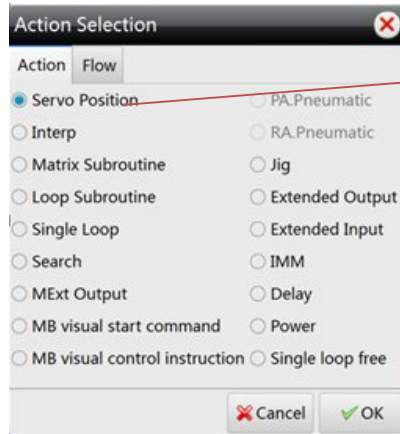 Action Selection
Action Flow
Servo Position PA.Pneumatic
Interp RA.Pneumatic
Matrix Subroutine Jig
Loop Subroutine Extended Output
Single Loop Extended Input
Search IMM
MExt Output Delay
MB visual start command Power
MB visual control instruction Single loop free
Cancel OK